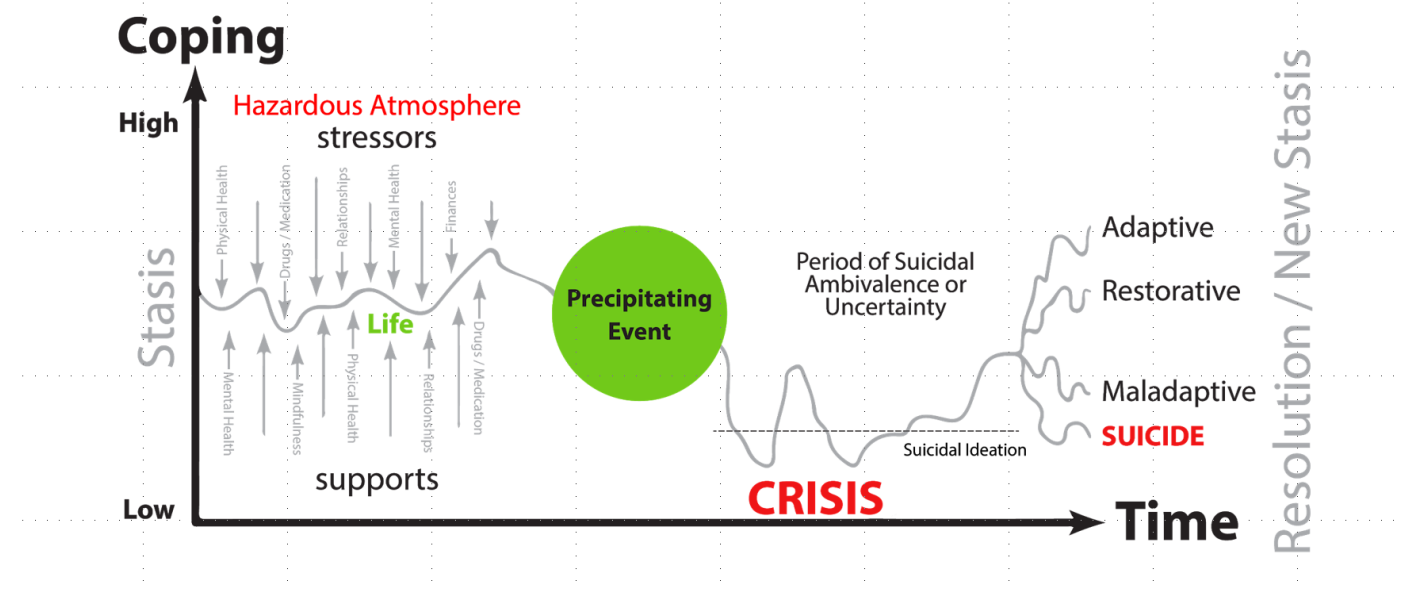 Coping
High
Hazardous Atmosphere
stressors
Physical Health
Drugs / Medication
Relationships
Mental Health
Finances
Stasis
Life
Mental Health
Mindfulness
Physical Health
Relationships
Drugs / Medication
supports
Low
Precipitating
Event
Period of Suicidal
Ambivalence or
Uncertainty
Suicidal Ideation
CRISIS
Adaptive
Restorative
Maladaptive
SUICIDE
Time
Resolution / New Stasis